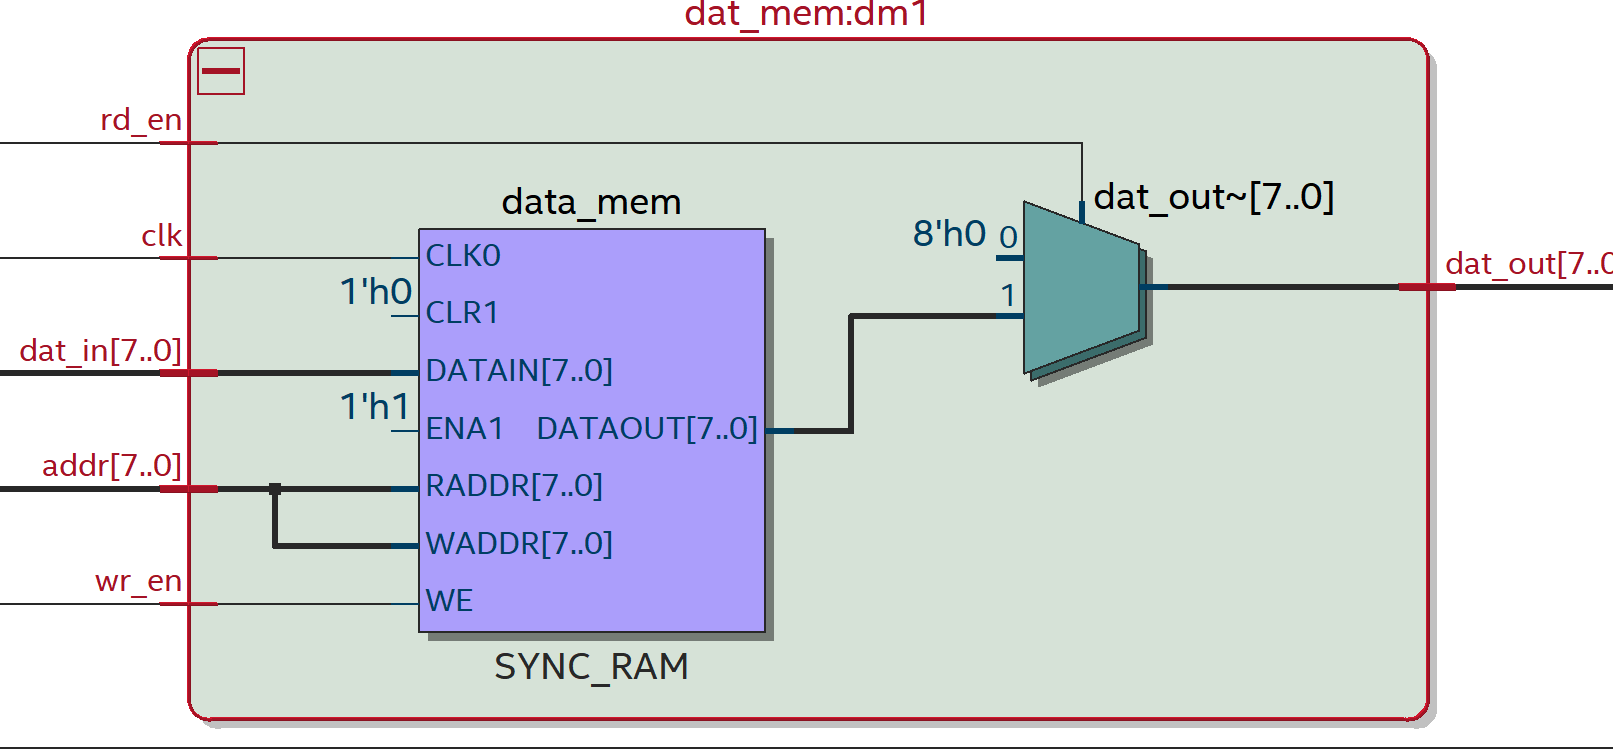 dat_mem:dm1
rd_en
clk
dat_in[7..0]
addr[7..0]
wr_en
data_mem
1'h0
1'h1
CLK0
CLR1
DATAIN[7..0]
ENA1 DATAOUT[7..0]
RADDR[7..0]
WADDR[7..0]
WE
SYNC_RAM
dat_out~[7..0]
8'h0 0
1
dat_out[7..0